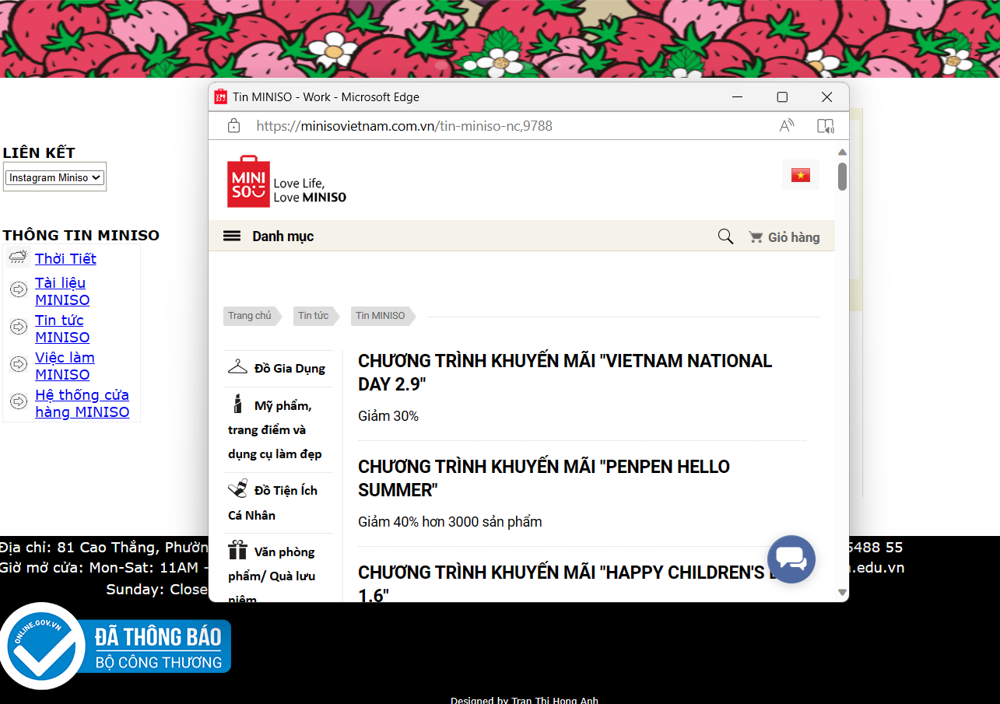 Tin MINISO - Work - Microsoft Edge
https://minisovietnam.com.vn/tin-miniso-nc,9788
MINI
SO
Love Life,
Love MINISO
Danh mục
Giỏ hàng
Trang chủ
Tin tức
Tin MINISO
Đồ Gia Dụng
Mỹ phẩm,
trang điểm và
dụng cụ làm đẹp
Đồ Tiện Ích
Cá Nhân
Văn phòng
phẩm/ Quà lưu
niệm
CHƯƠNG TRÌNH KHUYẾN MÃI "VIETNAM NATIONAL
DAY 2.9"
Giảm 30%
CHƯƠNG TRÌNH KHUYẾN MÃI "PENPEN HELLO
SUMMER"
Giảm 40% hơn 3000 sản phẩm
CHƯƠNG TRÌNH KHUYẾN MÃI "HAPPY CHILDREN'S
1.6"
LIÊN KẾT
Instagram Miniso
THÔNG TIN MINISO
Thời Tiết
Tài liệu
MINISO
Tin tức
MINISO
Việc làm
MINISO
Hệ thống cửa
hàng MINISO
Địa chỉ: 81 Cao Thắng, Phườn
5488 55
Giờ mở cửa: Mon-Sat: 11AM -
.edu.vn
Sunday: Close
ONLINE.GOV.VN
ĐÃ THÔNG BÁO
BỘ CÔNG THƯƠNG
Designed by Tran Thi Hong Anh